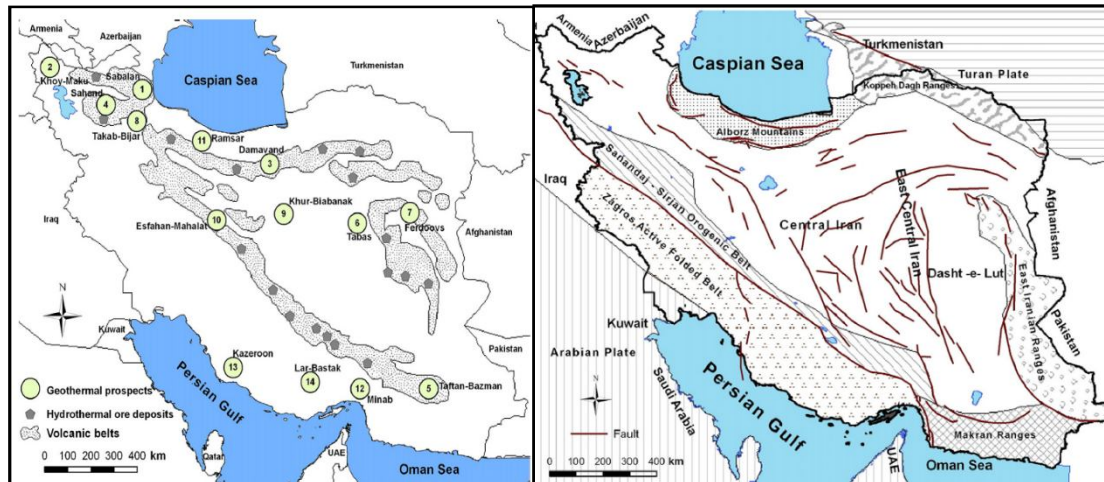 Armenia
Azerbaijan
2
Khoy-Maku
Sabalan
1
Sahand
4
Takab-Bijar
8
Caspian Sea
Turkmenistan
11
Ramsar
Damavand
3
Iraq
Esfahan-Mahalat
10
9
Khur-Biabanak
6
Tabas
7
Ferdoovs
Afghanistan
N
Kuwait
Pakistan
Kazeroon
13
Lar-Bastak
14
12
Minab
5
Taftan-Bazman
Persian Gulf
Geothermal prospects
Hydrothermal ore deposits
Volcanic belts
0 100 200 300 400 km
Qatar
UAE
Oman Sea
Armenia
Azerbaijan
Caspian Sea
Turkmenistan
Turan Plate
Koppeh Dagh Ranges
Alborz Mountains
Iraq
Sanandaj - Sirjan Orogenic Belt
Zagros Active Folded Belt
Central Iran
East Central Iran
Dasht -e- Lut
East Iranian Ranges
Afghanistan
Pakistan
Kuwait
Arabian Plate
Saudi Arabia
Persian Gulf
N
Fault
0 100 200 300 400 km
UAE
Makran Ranges
Oman Sea